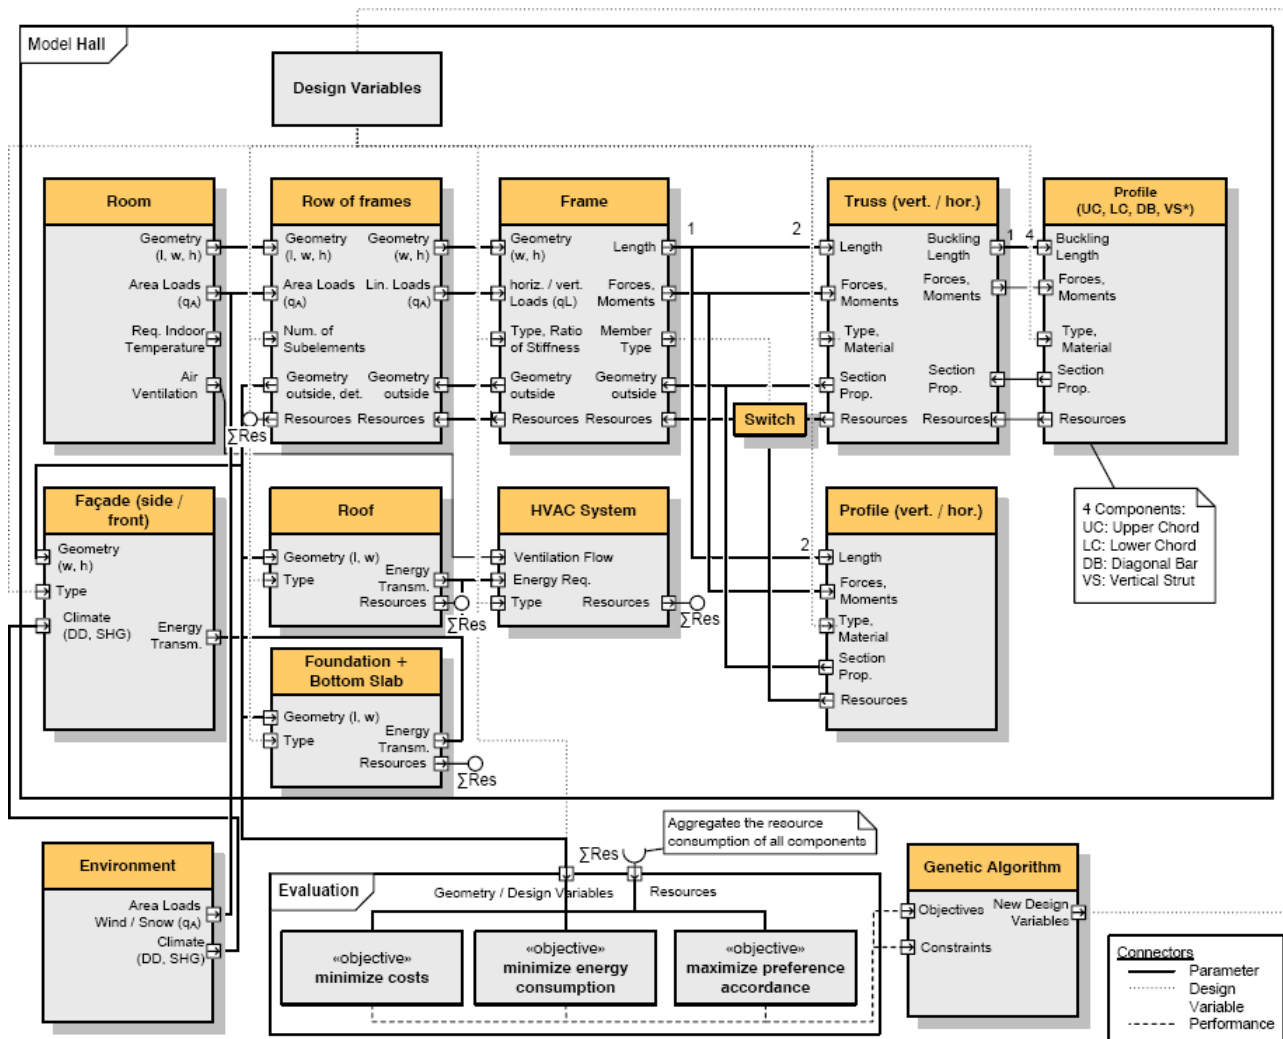 Model Hall
Design Variables
Room
Geometry
(l, w, h)
Area Loads
(qA)
Req. Indoor
Temperature
Air
Ventilation
Row of frames
Geometry
(l, w, h)
Geometry
(w, h)
Area Loads
(qA)
Lin. Loads
(qA)
Num. of
Subelements
Geometry
outside, det.
Geometry
outside
Resources
Resources
∑Res
Frame
Geometry
(w, h)
Length
horiz. / vert.
Loads (qL)
Forces,
Moments
Type, Ratio
of Stiffness
Member
Type
Geometry
outside
Geometry
outside
Resources
Resources
1
2
Switch
Truss (vert. / hor.)
Length
Buckling
Length
Forces,
Moments
Forces,
Moments
Type,
Material
Section
Prop.
Section
Prop.
Resources
Resources
1
4
Profile
(UC, LC, DB, VS*)
Buckling
Length
Forces,
Moments
Type,
Material
Section
Prop.
Resources
4 Components:
UC: Upper Chord
LC: Lower Chord
DB: Diagonal Bar
VS: Vertical Strut
Façade (side /
front)
Geometry
(w, h)
Type
Climate
(DD, SHG)
Energy
Transm.
Roof
Geometry (l, w)
Type
Energy
Transm.
Resources
∑Res
HVAC System
Ventilation Flow
Energy Req.
Type
Resources
∑Res
2
Profile (vert. / hor.)
Length
Forces,
Moments
Type,
Material
Section
Prop.
Resources
Foundation +
Bottom Slab
Geometry (l, w)
Type
Energy
Transm.
Resources
∑Res
Environment
Area Loads
Wind / Snow (qA)
Climate
(DD, SHG)
Aggregates the resource
consumption of all components
∑Res
Evaluation
Geometry / Design Variables
Resources
«objective»
minimize costs
«objective»
minimize energy
consumption
«objective»
maximize preference
accordance
Genetic Algorithm
Objectives
New Design
Variables
Constraints
Connectors
Parameter
Design
Variable
Performance